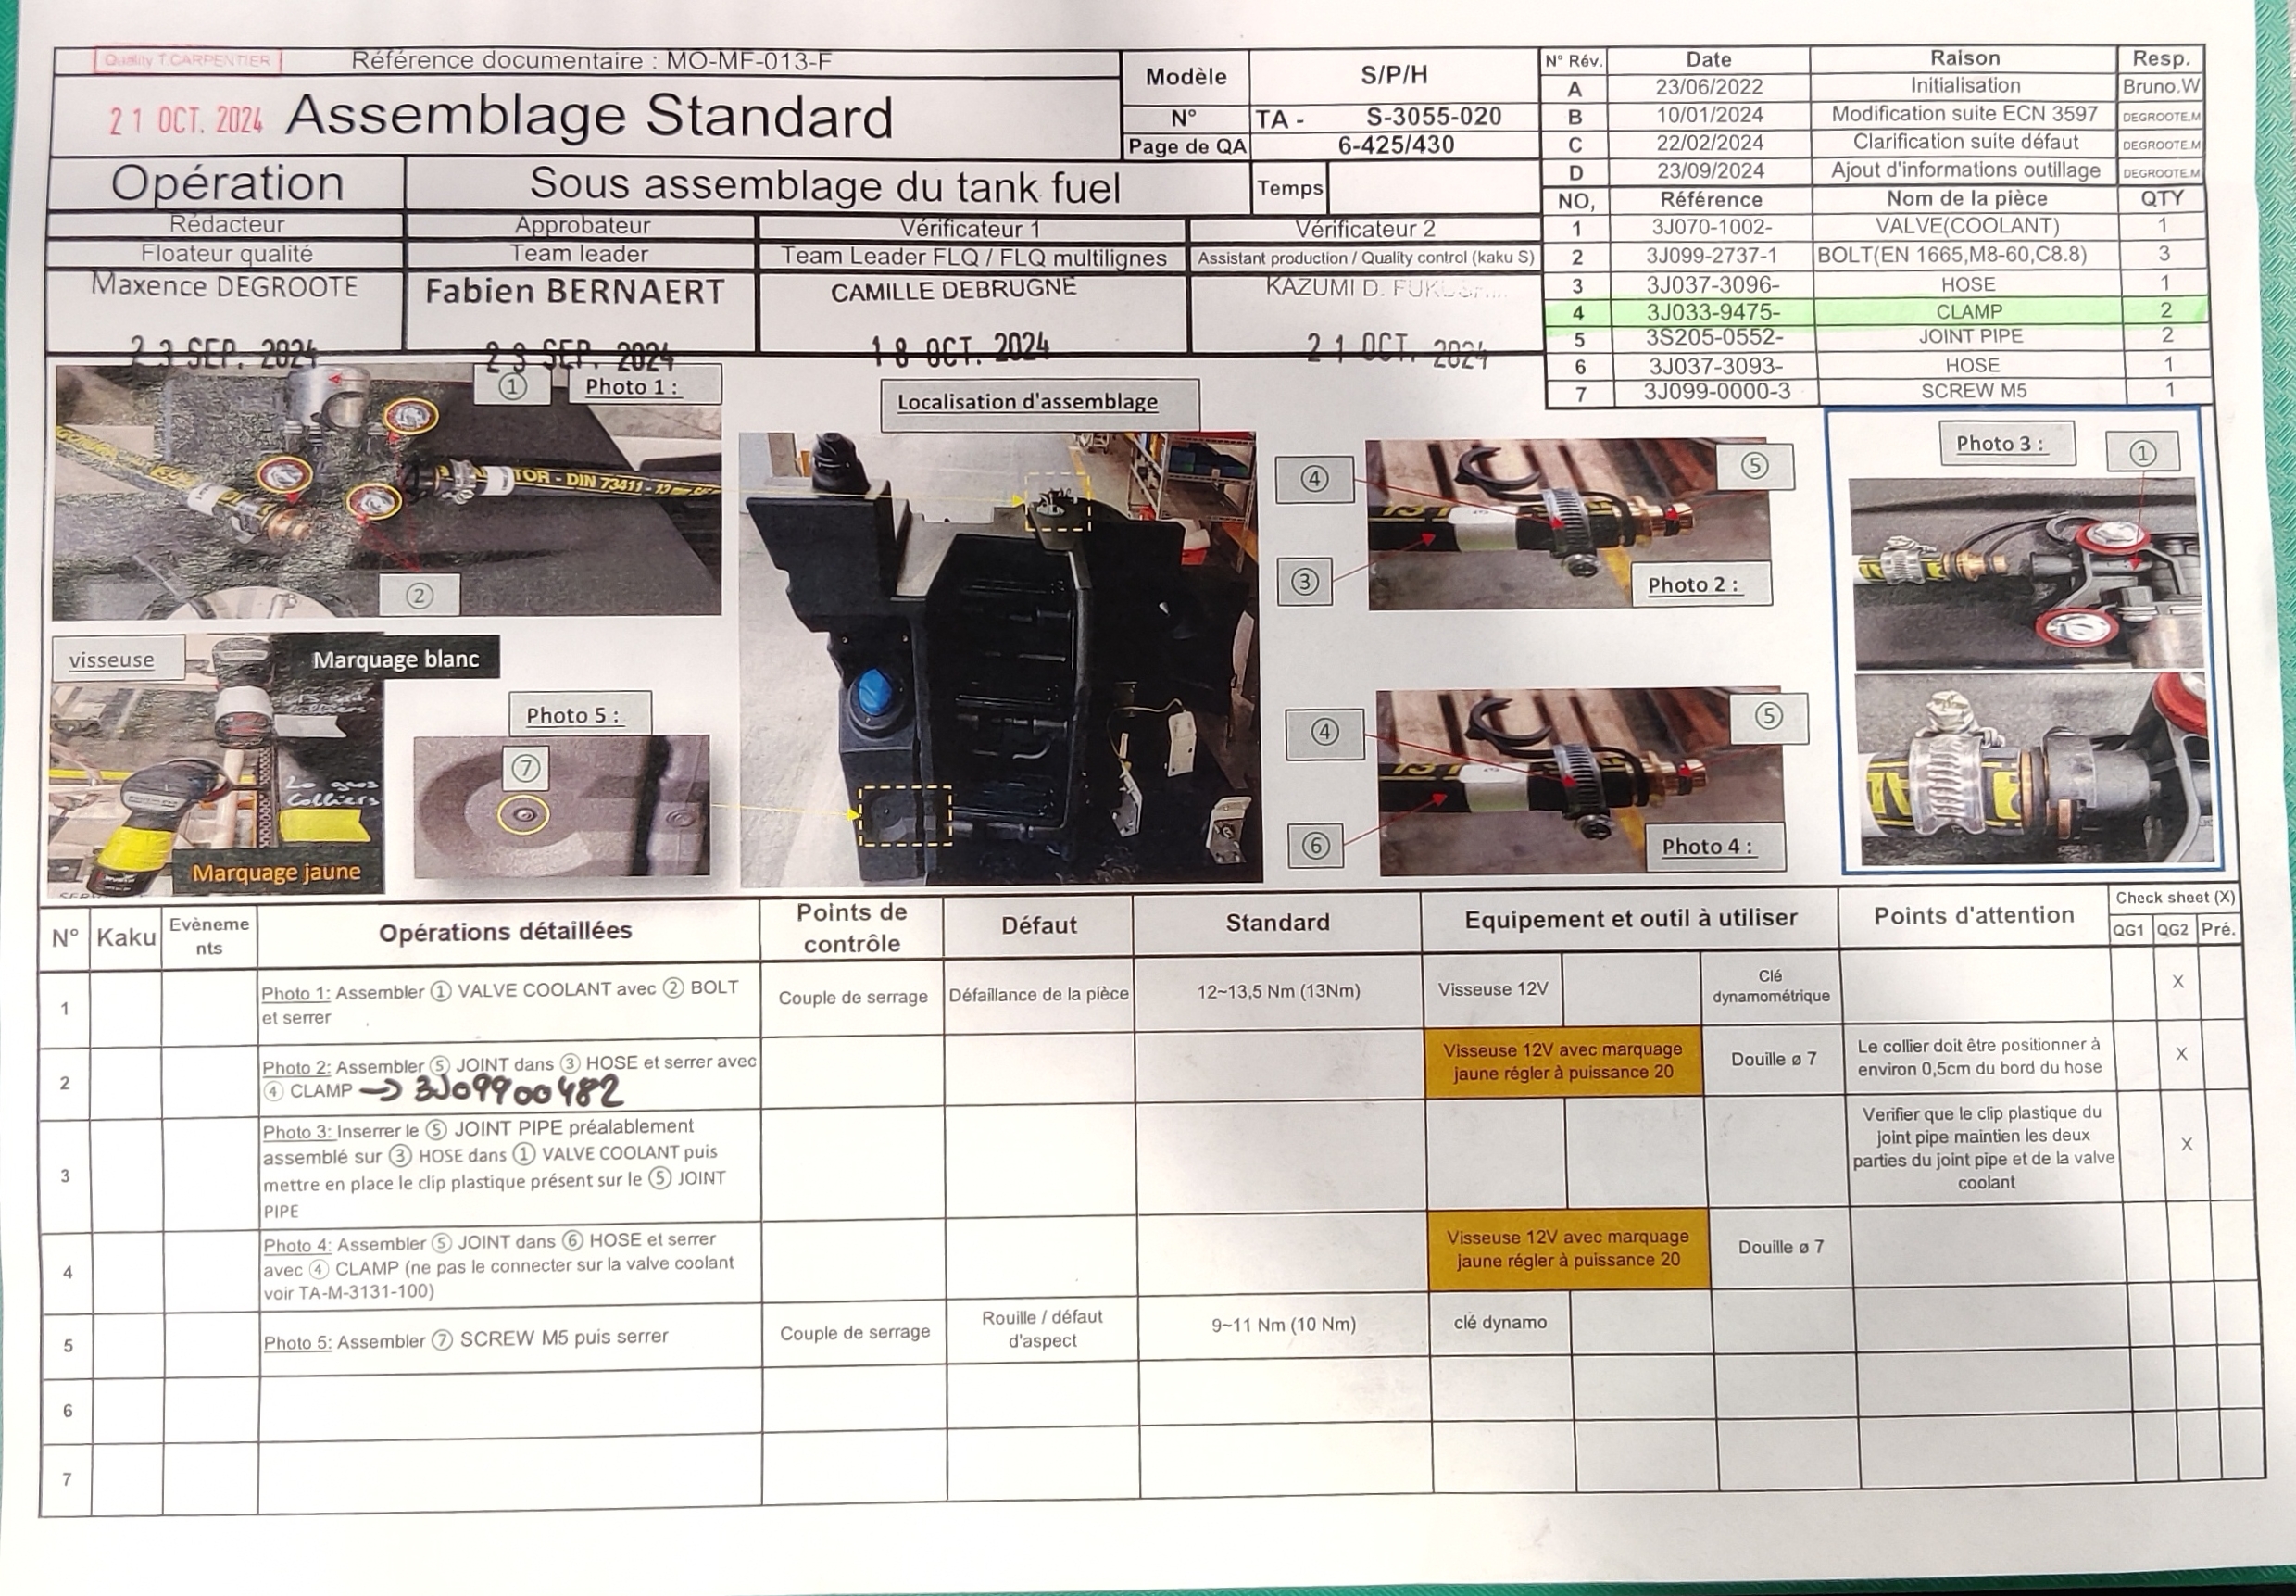 Quality T.CARPENTIER
Référence documentaire : MO-MF-013-F
21 OCT. 2024
Assemblage Standard
Modèle S/P/H
N° TA - S-3055-020
Page de QA 6-425/430
Opération Sous assemblage du tank fuel Temps
Rédacteur Approbateur Vérificateur 1 Vérificateur 2
Floateur qualité Team leader Team Leader FLQ / FLQ multilignes Assistant production / Quality control (kaku S)
Maxence DEGROOTE Fabien BERNAERT CAMILLE DEBRUGNE KAZUMI D.
23 SEP. 2024 23 SEP. 2024 18 OCT. 2024 21 OCT. 2024
N° Rév. Date Raison Resp.
A 23/06/2022 Initialisation Bruno.W
B 10/01/2024 Modification suite ECN 3597 DEGROOTE.M
C 22/02/2024 Clarification suite défaut DEGROOTE.M
D 23/09/2024 Ajout d'informations outillage DEGROOTE.M
NO, Référence Nom de la pièce QTY
1 3J070-1002- VALVE(COOLANT) 1
2 3J099-2737-1 BOLT(EN 1665,M8-60,C8.8) 3
3 3J037-3096- HOSE 1
4 3J033-9475- CLAMP 2
5 3S205-0552- JOINT PIPE 2
6 3J037-3093- HOSE 1
7 3J099-0000-3 SCREW M5 1
① Photo 1 :
TOR - DIN 73411 - 13
②
Localisation d'assemblage
④ ⑤
③ Photo 2 :
Photo 3 : ①
visseuse Marquage blanc
20 gros
colliers
Marquage jaune
Photo 5 :
⑦
④ ⑤
⑥ Photo 4 :
N° Kaku Evèneme
nts
Opérations détaillées
Points de
contrôle
Défaut Standard Equipement et outil à utiliser Points d'attention
Check sheet (X)
QG1 QG2 Pré.
1
Photo 1: Assembler ① VALVE COOLANT avec ② BOLT
et serrer
Couple de serrage Défaillance de la pièce 12~13,5 Nm (13Nm) Visseuse 12V
Clé
dynamométrique
X
2
Photo 2: Assembler ⑤ JOINT dans ③ HOSE et serrer avec
④ CLAMP → 3J09900482
Visseuse 12V avec marquage
jaune régler à puissance 20
Douille ø 7
Le collier doit être positionner à
environ 0,5cm du bord du hose
X
3
Photo 3: Inserrer le ⑤ JOINT PIPE préalablement
assemblé sur ③ HOSE dans ① VALVE COOLANT puis
mettre en place le clip plastique présent sur le ⑤ JOINT
PIPE
Verifier que le clip plastique du
joint pipe maintien les deux
parties du joint pipe et de la valve
coolant
X
4
Photo 4: Assembler ⑤ JOINT dans ⑥ HOSE et serrer
avec ④ CLAMP (ne pas le connecter sur la valve coolant
voir TA-M-3131-100)
Visseuse 12V avec marquage
jaune régler à puissance 20
Douille ø 7
5
Photo 5: Assembler ⑦ SCREW M5 puis serrer
Couple de serrage
Rouille / défaut
d'aspect
9~11 Nm (10 Nm) clé dynamo
6
7